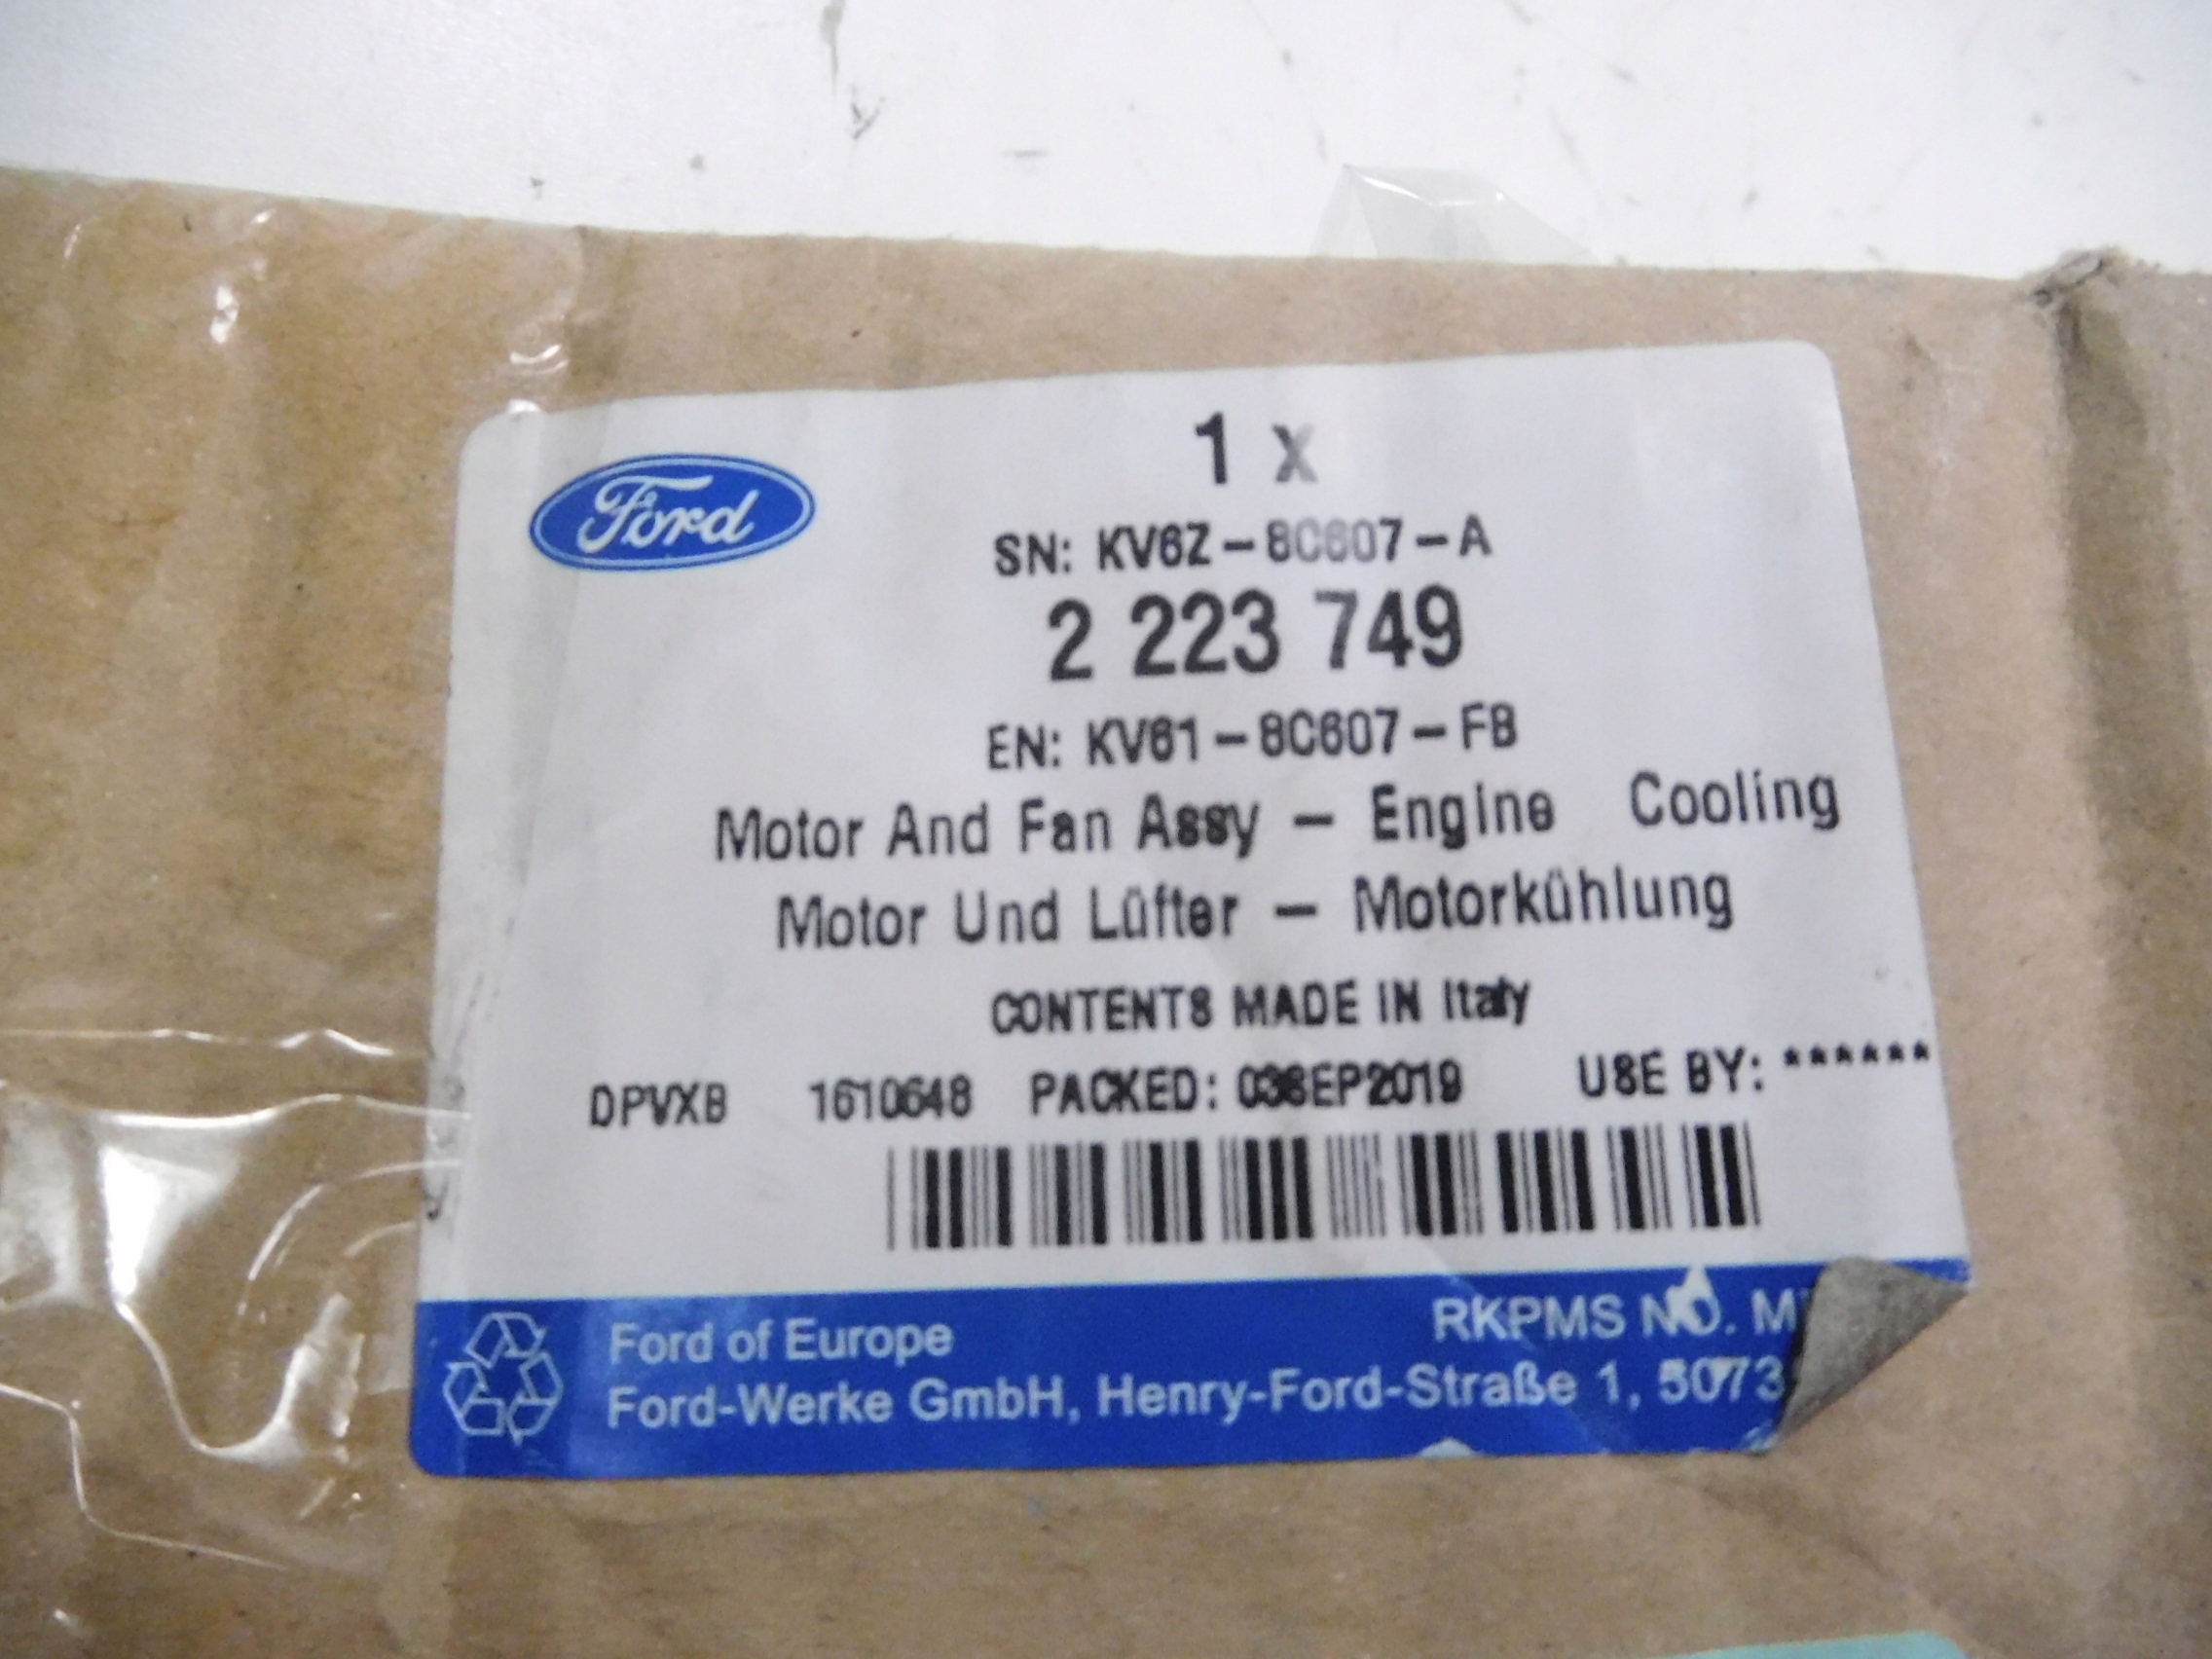 Ford
1 X
SN: KV6Z-8C607-A
2 223 749
EN: KV61-8C607-FB
Motor And Fan Assy - Engine Cooling
Motor Und Lüfter - Motorkühlung
CONTENTS MADE IN Italy
DPVXB 1610648 PACKED: 03SEP2019 USE BY: ******
Ford of Europe RKPMS NO.
Ford-Werke GmbH, Henry-Ford-Straße 1,